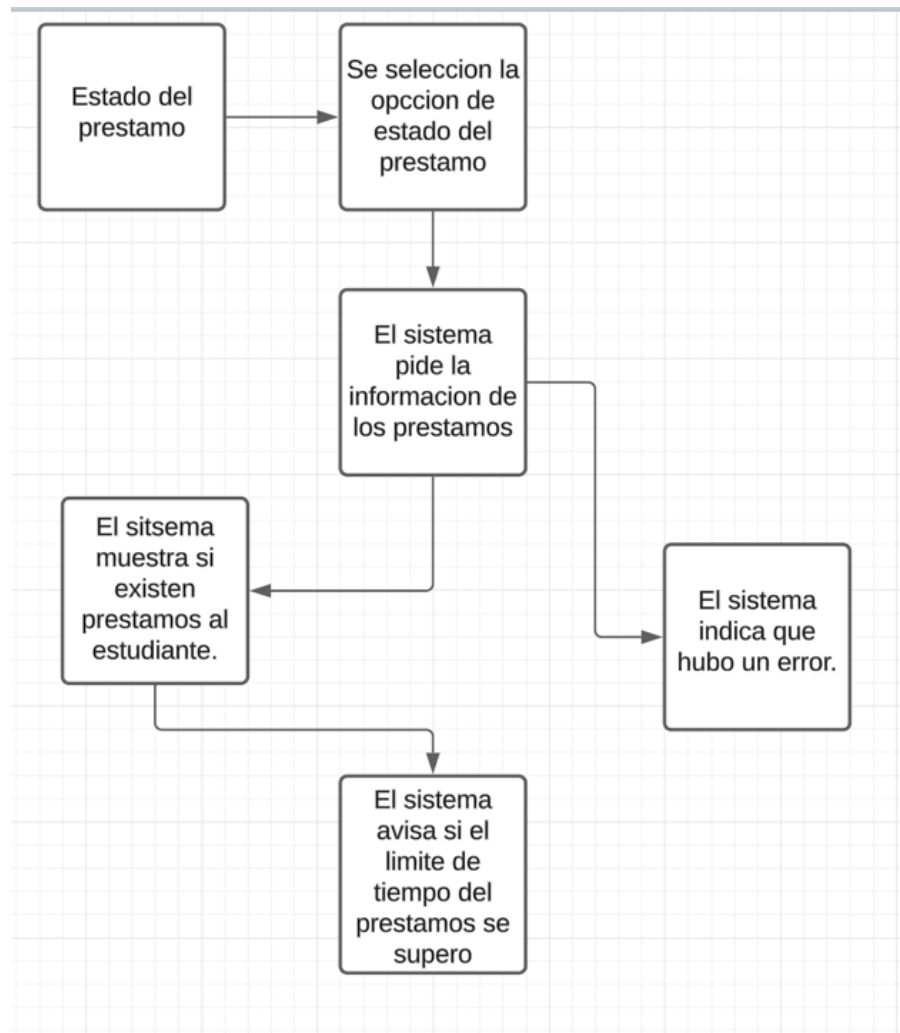 Estado del
prestamo
Se seleccion la
opccion de
estado del
prestamo
El sistema
pide la
informacion de
los prestamos
El sitsema
muestra si
existen
prestamos al
estudiante.
El sistema
indica que
hubo un error.
El sistema
avisa si el
limite de
tiempo del
prestamos se
supero